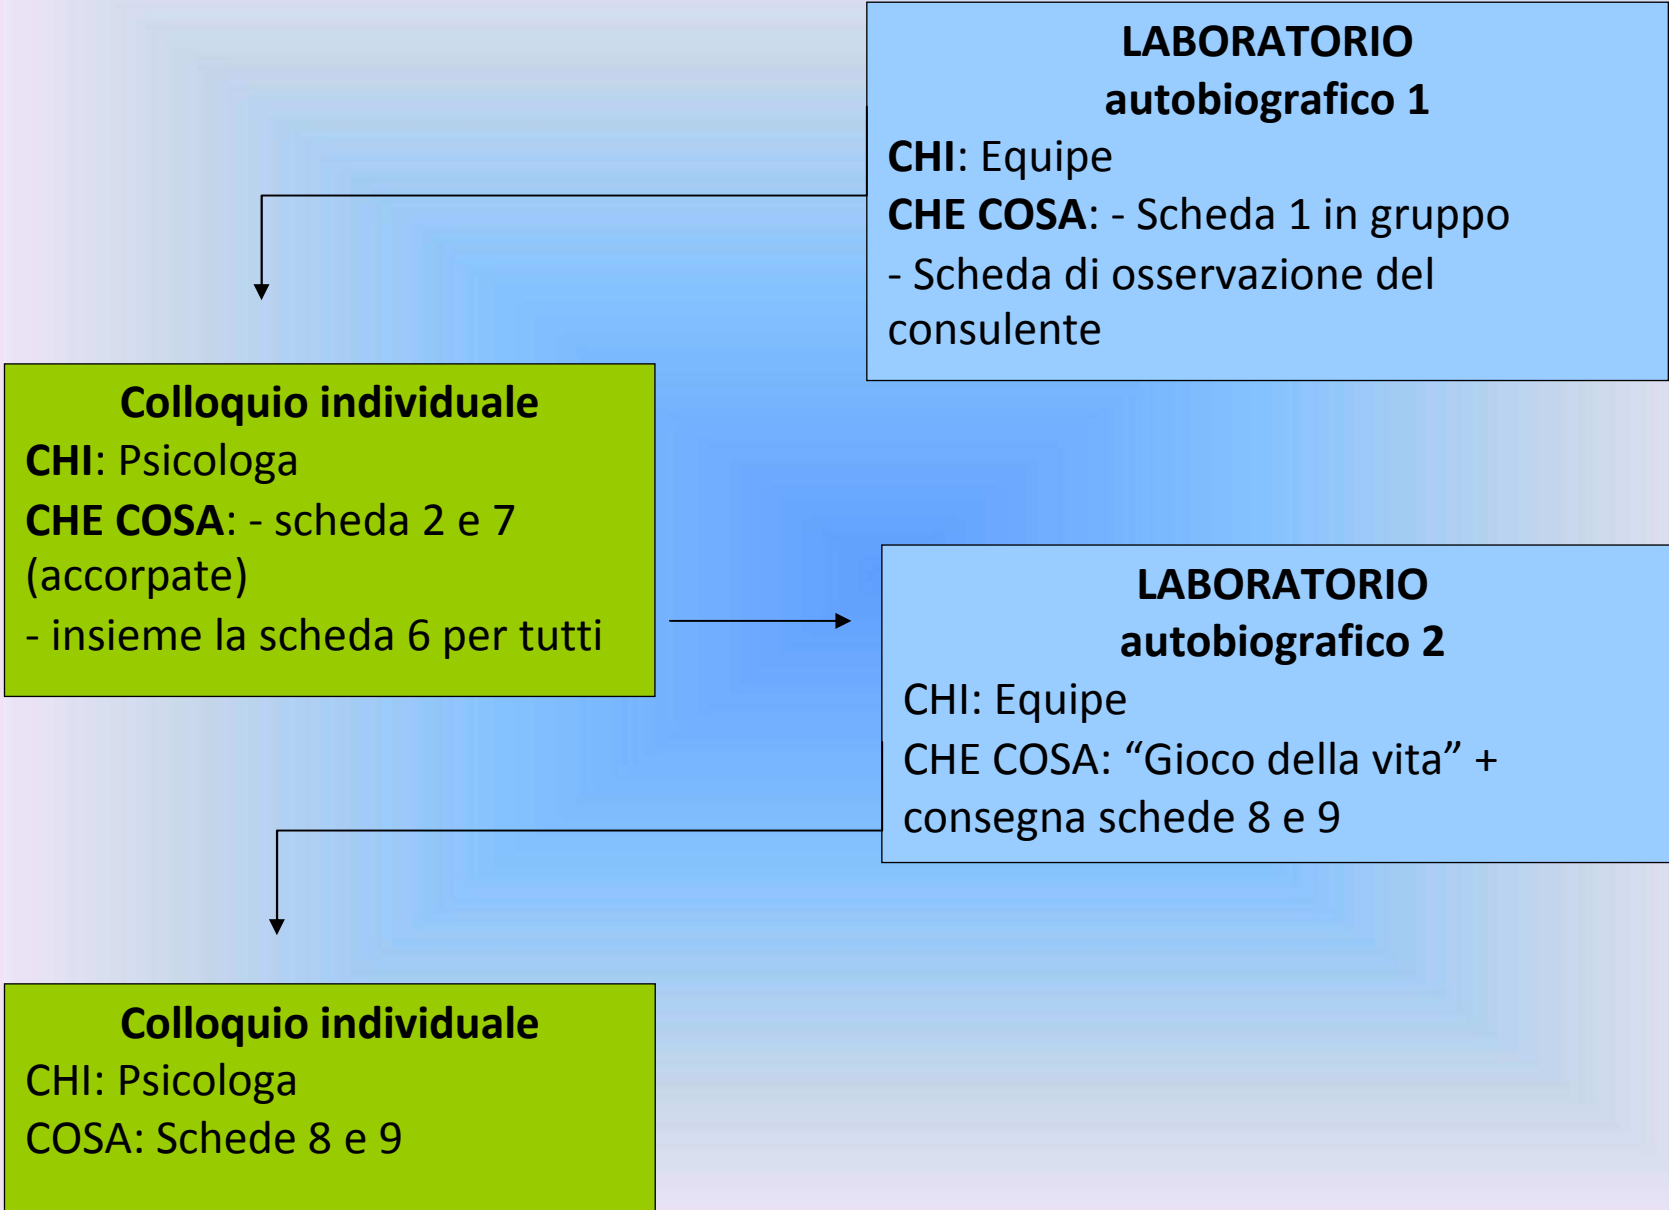 LABORATORIO
autobiografico 1
CHI: Equipe
CHE COSA: - Scheda 1 in gruppo
- Scheda di osservazione del
consulente
Colloquio individuale
CHI: Psicologa
CHE COSA: - scheda 2 e 7
(accorpate)
- insieme la scheda 6 per tutti
LABORATORIO
autobiografico 2
CHI: Equipe
CHE COSA: “Gioco della vita” +
consegna schede 8 e 9
Colloquio individuale
CHI: Psicologa
COSA: Schede 8 e 9